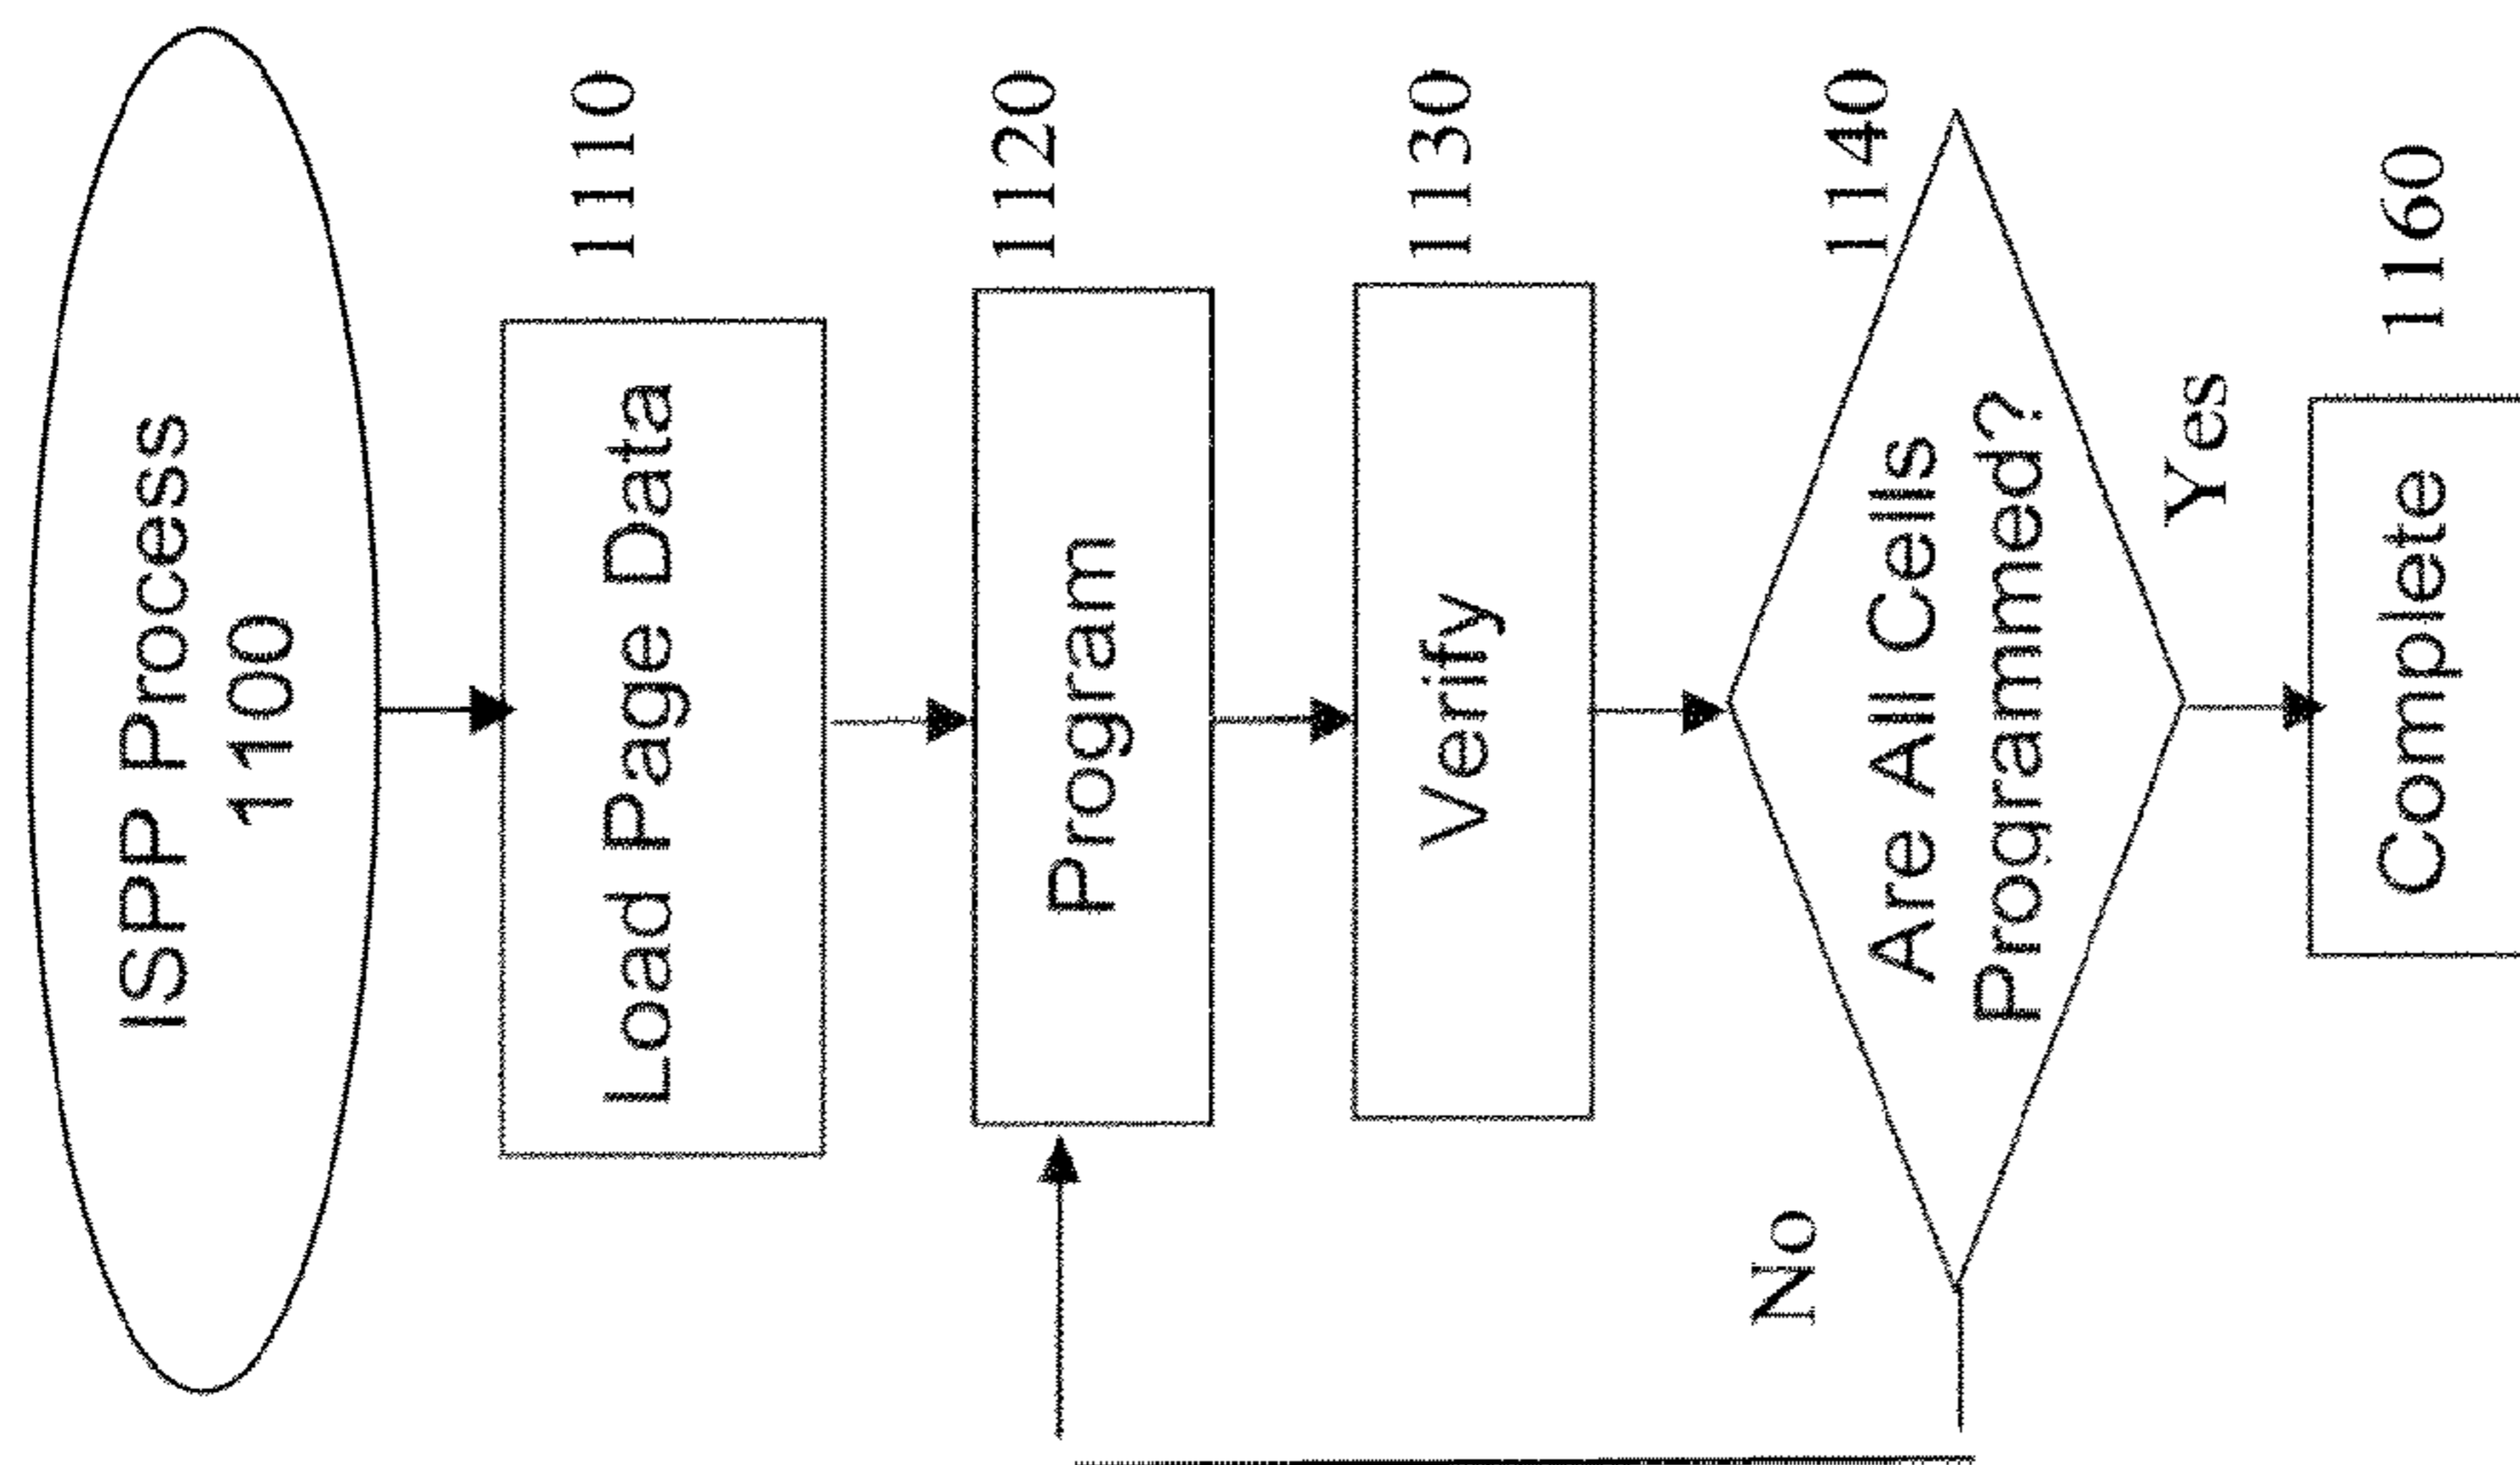 ISPP Process
1100
Load Page Data
1110
Program
1120
Verify
1130
Are All Cells
Programmed?
1140
No
Yes
Complete
1160